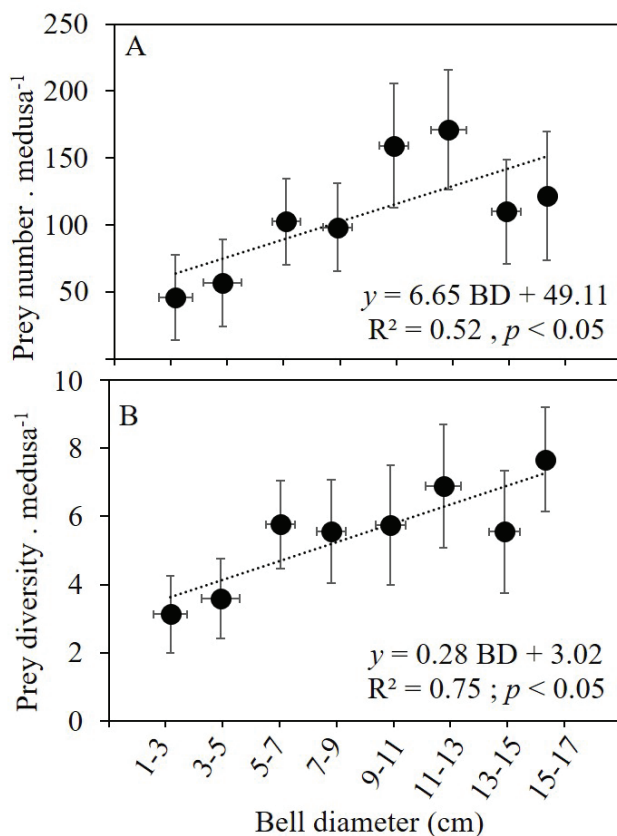 A
Prey number . medusa⁻¹
250
200
150
100
50
y = 6.65 BD + 49.11
R² = 0.52 , p < 0.05
B
Prey diversity . medusa⁻¹
10
8
6
4
2
0
y = 0.28 BD + 3.02
R² = 0.75 ; p < 0.05
1-3
3-5
5-7
7-9
9-11
11-13
13-15
15-17
Bell diameter (cm)